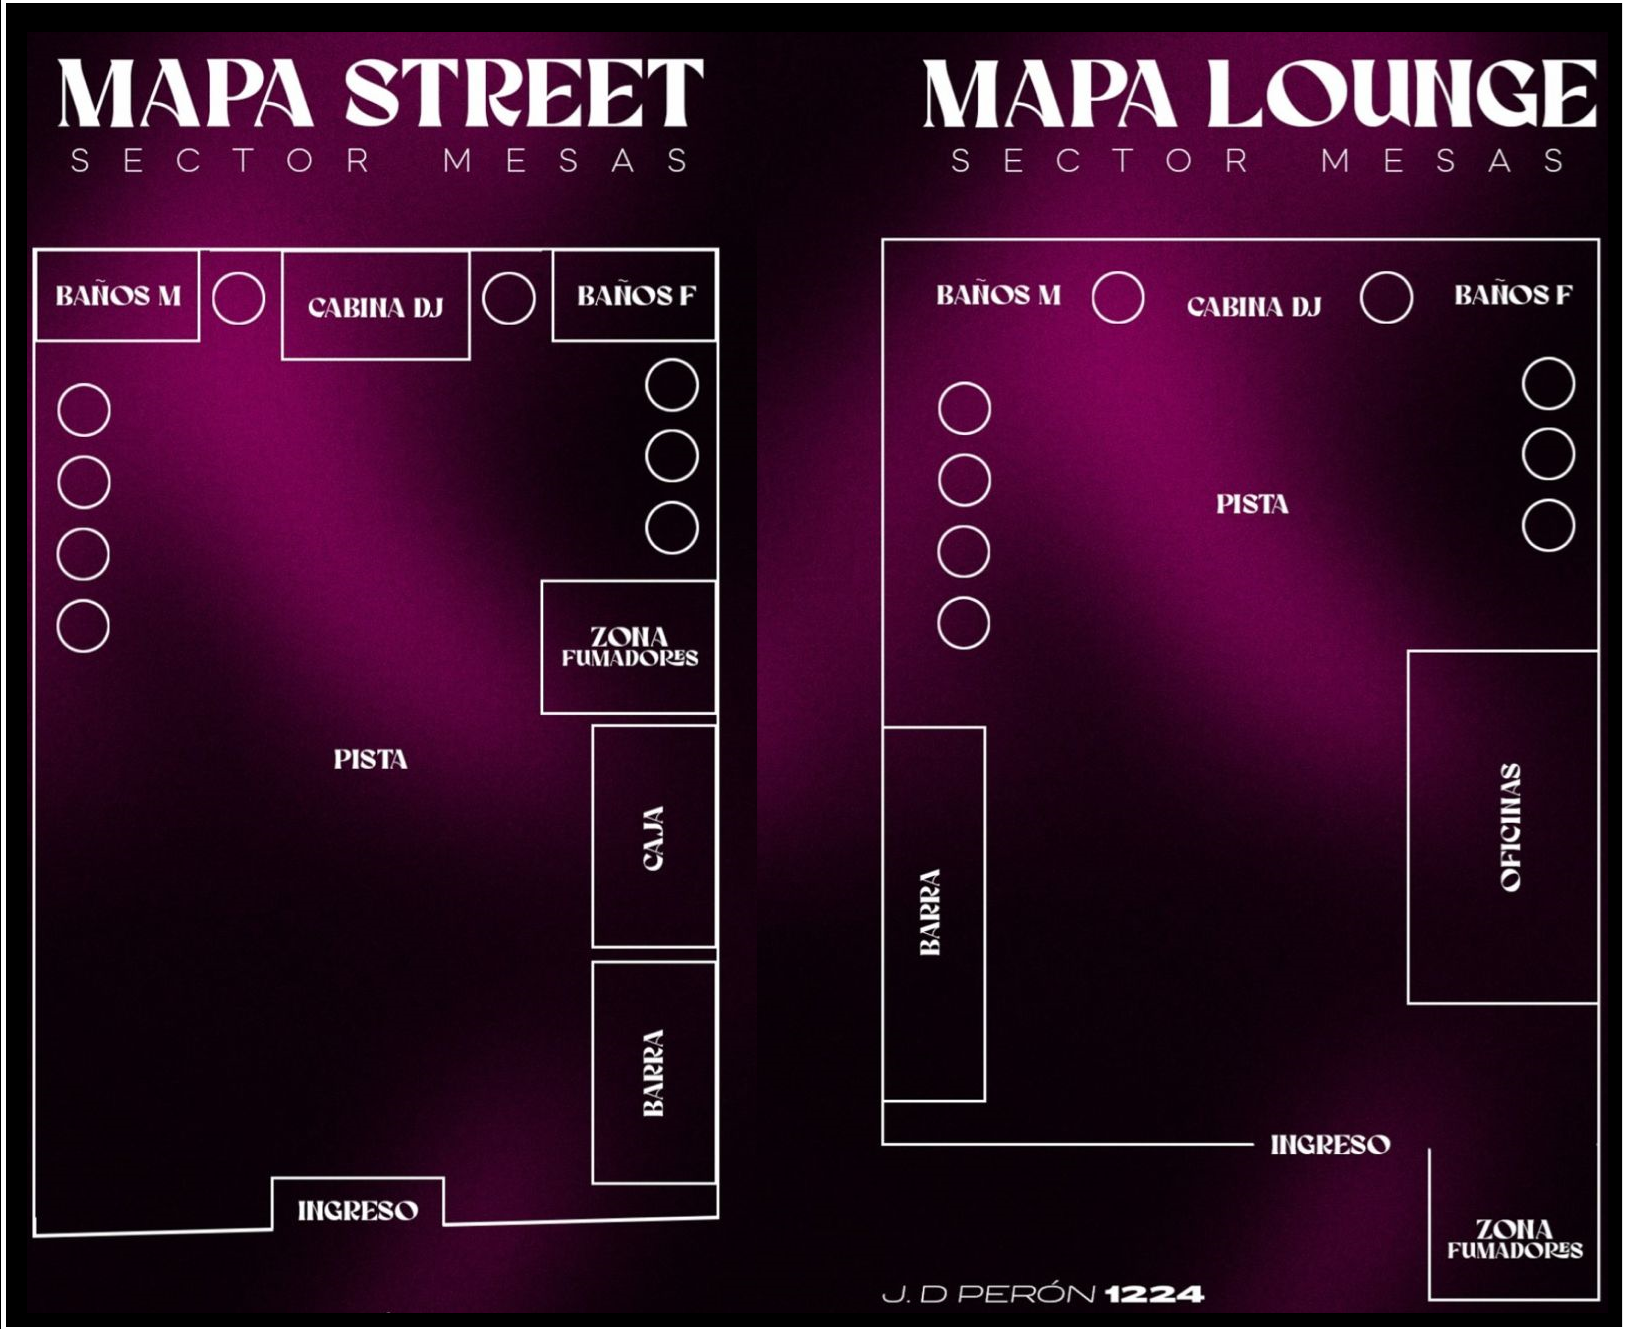 MAPA STREET
SECTOR MESAS
BAÑOS M
CABINA DJ
BAÑOS F
ZONA
FUMADORES
PISTA
CAJA
BARRA
INGRESO
MAPA LOUNGE
SECTOR MESAS
BAÑOS M
CABINA DJ
BAÑOS F
PISTA
OFICINAS
BARRA
INGRESO
ZONA
FUMADORES
J. D PERÓN 1224